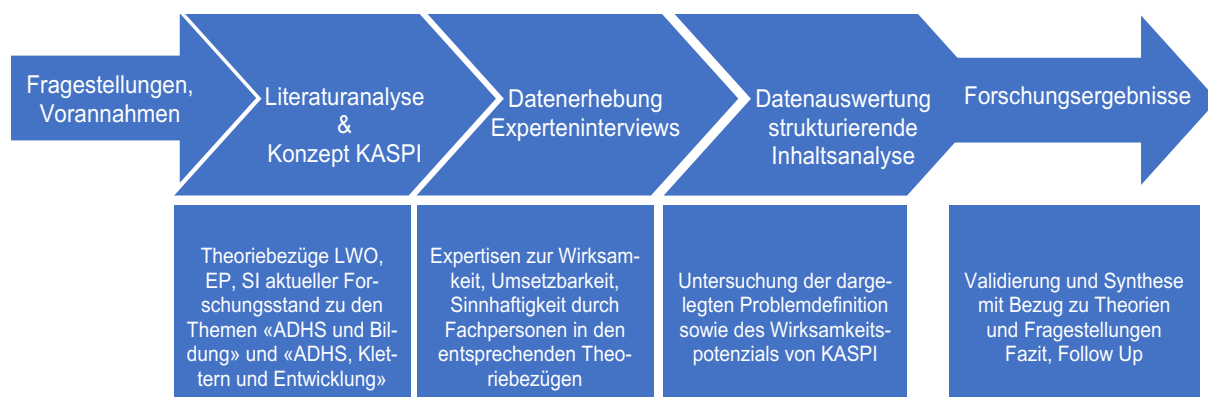 Fragestellungen,
Vorannahmen
Literaturanalyse
&
Konzept KASPI
Datenerhebung
Experteninterviews
Datenauswertung
strukturierende
Inhaltsanalyse
Forschungsergebnisse
Theoriebezüge LWO,
EP, SI aktueller For-
schungsstand zu den
Themen «ADHS und Bil-
dung» und «ADHS, Klet-
tern und Entwicklung»
Expertisen zur Wirksam-
keit, Umsetzbarkeit,
Sinnhaftigkeit durch
Fachpersonen in den
entsprechenden Theo-
riebezügen
Untersuchung der darge-
legten Problemdefinition
sowie des Wirksamkeits-
potenzials von KASPI
Validierung und Synthese
mit Bezug zu Theorien
und Fragestellungen
Fazit, Follow Up